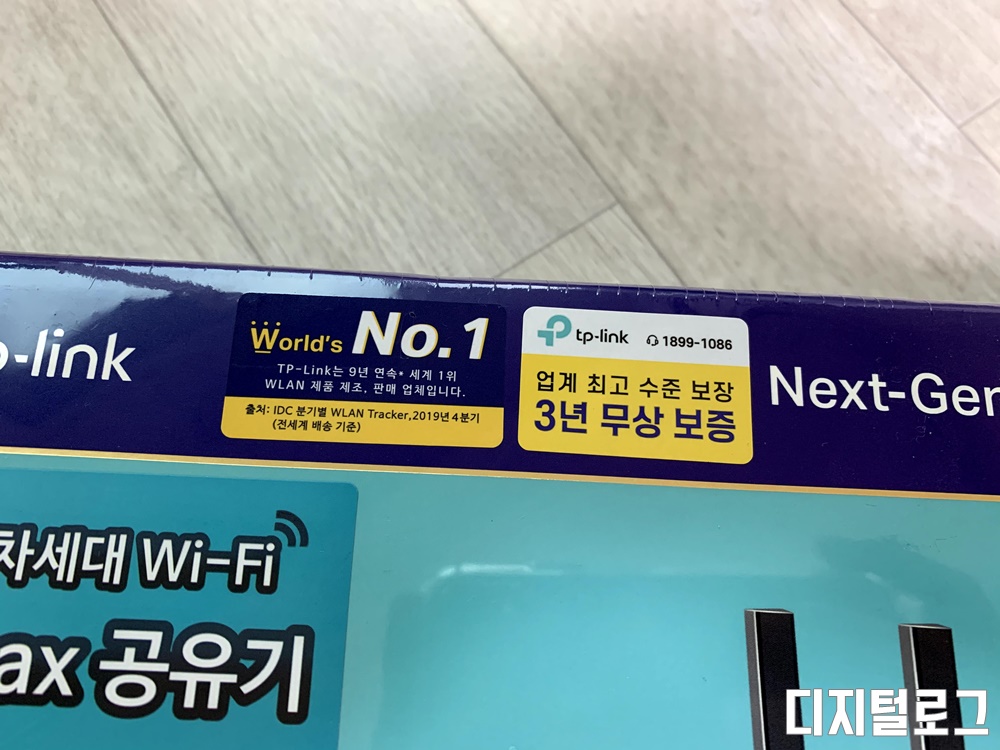 p-link
World's No.1
TP-Link는 9년 연속* 세계 1위
WLAN 제품 제조, 판매 업체입니다.
출처: IDC 분기별 WLAN Tracker,2019년 4분기
(전세계 배송 기준)
tp-link 1899-1086
업계 최고 수준 보장
3년 무상 보증
Next-Gen
차세대 Wi-Fi
ax 공유기
디지털로그